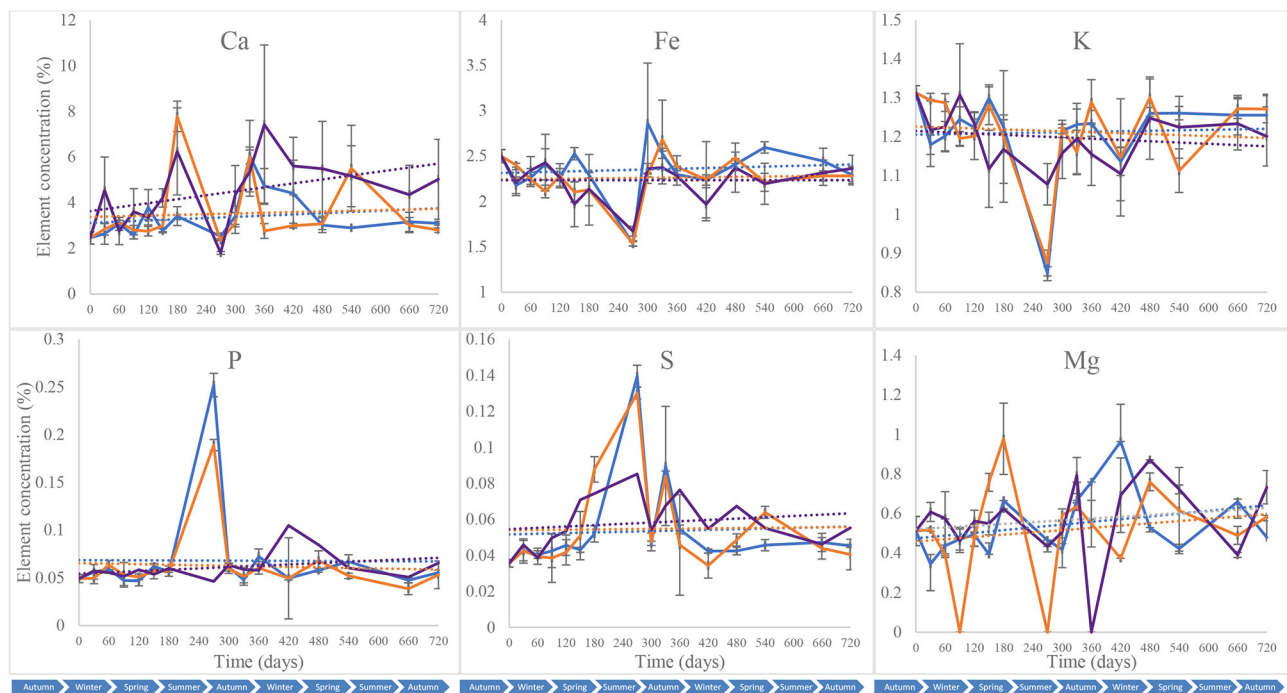 Ca
Element concentration (%)
12
10
8
6
4
2
0
0 60 120 180 240 300 360 420 480 540 600 660 720
Fe
4
3.5
3
2.5
2
1.5
1
0 60 120 180 240 300 360 420 480 540 600 660 720
K
1.5
1.4
1.3
1.2
1.1
1
0.9
0.8
0 60 120 180 240 300 360 420 480 540 600 660 720
P
Element concentration (%)
0.3
0.25
0.2
0.15
0.1
0.05
0
0 60 120 180 240 300 360 420 480 540 600 660 720
Time (days)
S
0.16
0.14
0.12
0.1
0.08
0.06
0.04
0.02
0
0 60 120 180 240 300 360 420 480 540 600 660 720
Time (days)
Mg
1.4
1.2
1
0.8
0.6
0.4
0.2
0
0 60 120 180 240 300 360 420 480 540 600 660 720
Time (days)
Autumn Winter Spring Summer Autumn Winter Spring Summer Autumn
Autumn Winter Spring Summer Autumn Winter Spring Summer Autumn
Autumn Winter Spring Summer Autumn Winter Spring Summer Autumn